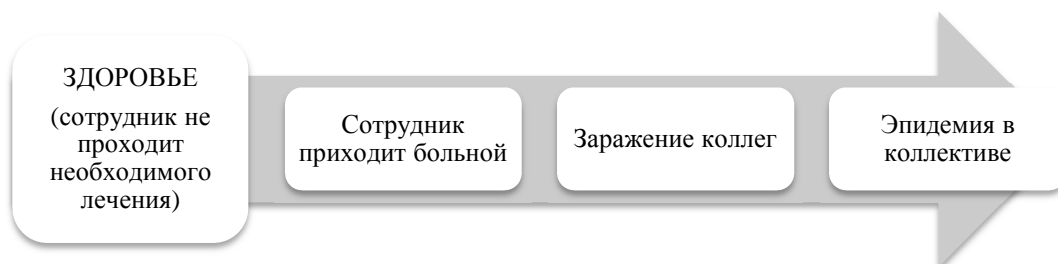 ЗДОРОВЬЕ
(сотрудник не
проходит
необходимого
лечения)
Сотрудник
приходит больной
Заражение коллег
Эпидемия в
коллективе